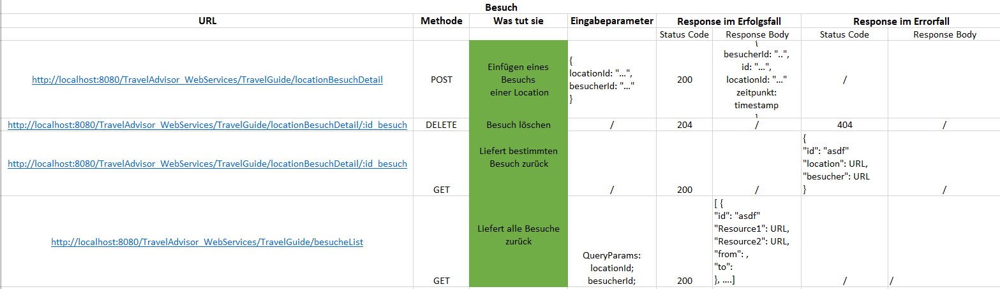 Besuch
URL Methode Was tut sie Eingabeparameter Response im Erfolgsfall Response im Errorfall
Status Code Response Body Status Code Response Body
http://localhost:8080/TravelAdvisor_WebServices/TravelGuide/locationBesuchDetail
POST
Einfügen eines
Besuchs
einer Location
{
locationId: "...",
besucherId: "..."
}
200
{
besucherId: "..",
id: "...",
locationId: "..."
zeitpunkt:
timestamp
}
/
http://localhost:8080/TravelAdvisor_WebServices/TravelGuide/locationBesuchDetail/:id_besuch
DELETE
Besuch löschen
/
204
/
404
/
http://localhost:8080/TravelAdvisor_WebServices/TravelGuide/locationBesuchDetail/:id_besuch
GET
Liefert bestimmten
Besuch zurück
/
200
/
{
"id": "asdf"
"location": URL,
"besucher": URL
}
/
http://localhost:8080/TravelAdvisor_WebServices/TravelGuide/besucheList
GET
Liefert alle Besuche
zurück
QueryParams:
locationId;
besucherId;
200
[ {
"id": "asdf"
"Resource1": URL,
"Resource2": URL,
"from": ,
"to":
}, ....]
/
/